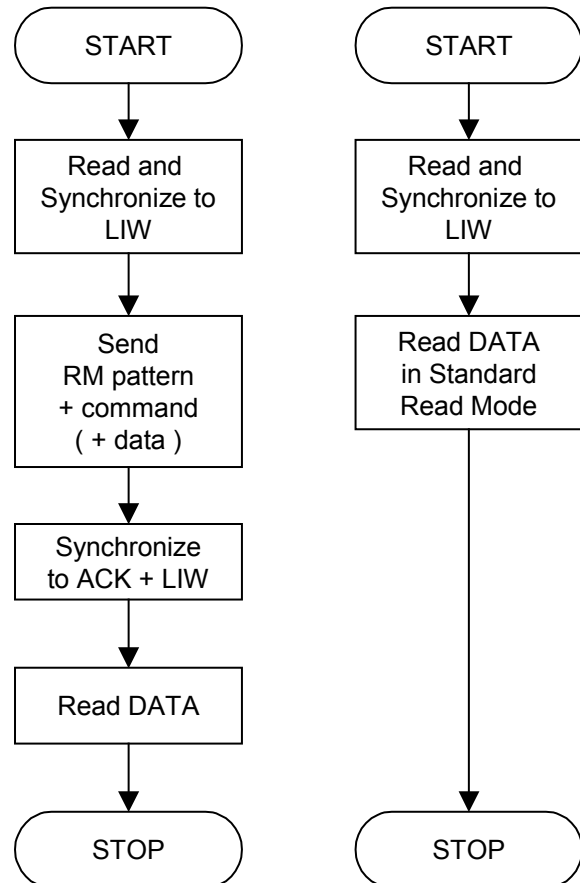 START
Read and
Synchronize to
LIW
Send
RM pattern
+ command
( + data )
Synchronize
to ACK + LIW
Read DATA
STOP
START
Read and
Synchronize to
LIW
Read DATA
in Standard
Read Mode
STOP